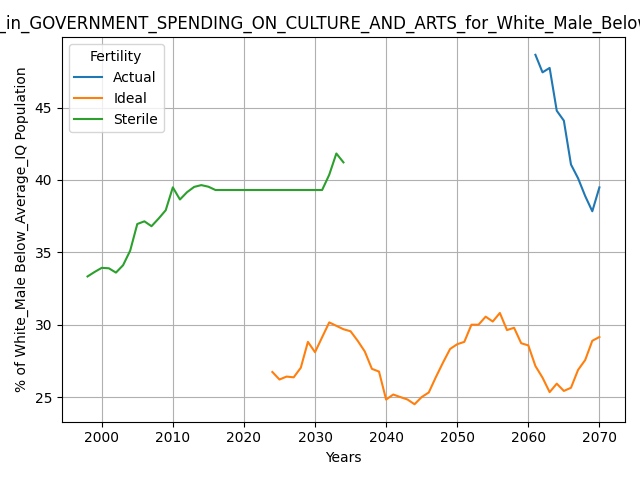 _in_GOVERNMENT_SPENDING_ON_CULTURE_AND_ARTS_for_White_Male_Below
Fertility
Actual
Ideal
Sterile
% of White_Male Below_Average_IQ Population
45
40
35
30
25
2000 2010 2020 2030 2040 2050 2060 2070
Years